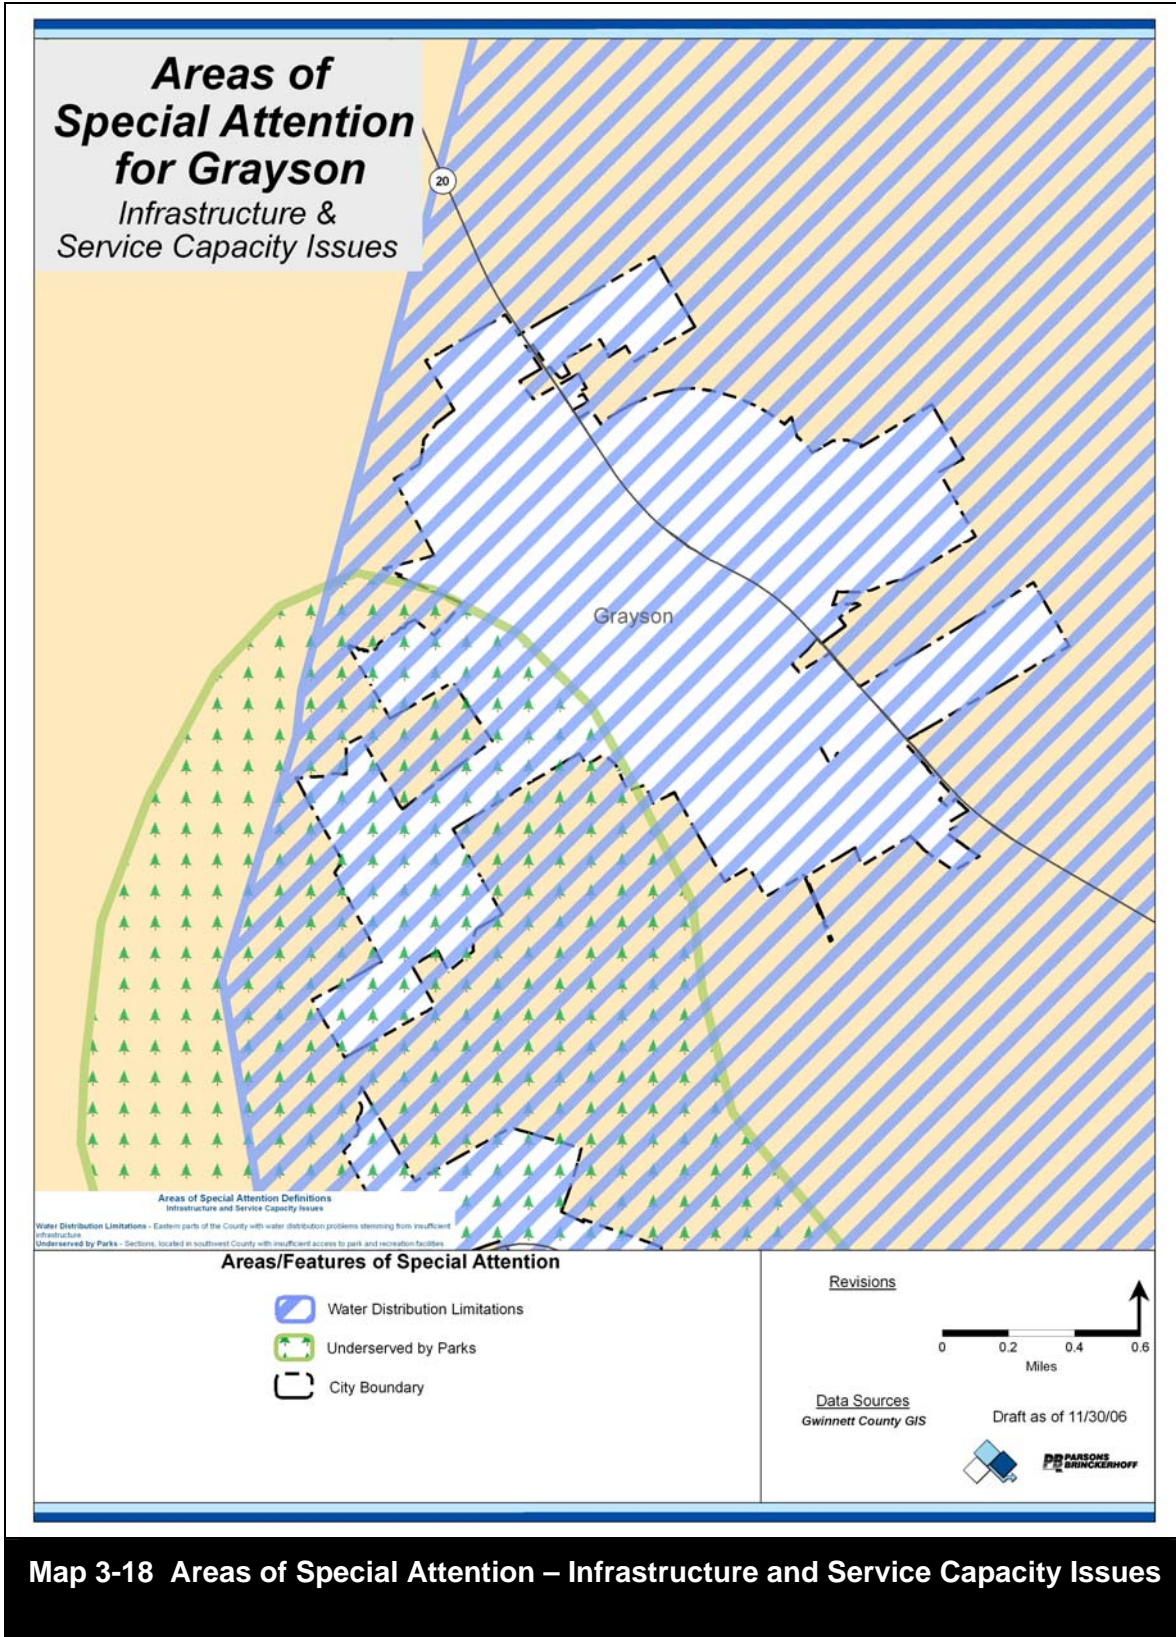 Areas of
Special Attention
for Grayson
Infrastructure &
Service Capacity Issues
20
Grayson
Areas of Special Attention Definitions
Infrastructure and Service Capacity Issues
Water Distribution Limitations - Eastern parts of the County with water distribution problems stemming from insufficient
infrastructure
Underserved by Parks - Sections, located in southwest County with insufficient access to park and recreation facilities
Areas/Features of Special Attention
Water Distribution Limitations
Underserved by Parks
City Boundary
Revisions
0 0.2 0.4 0.6
Miles
Data Sources
Gwinnett County GIS
Draft as of 11/30/06
PB PARSONS
BRINCKERHOFF
Map 3-18 Areas of Special Attention – Infrastructure and Service Capacity Issues